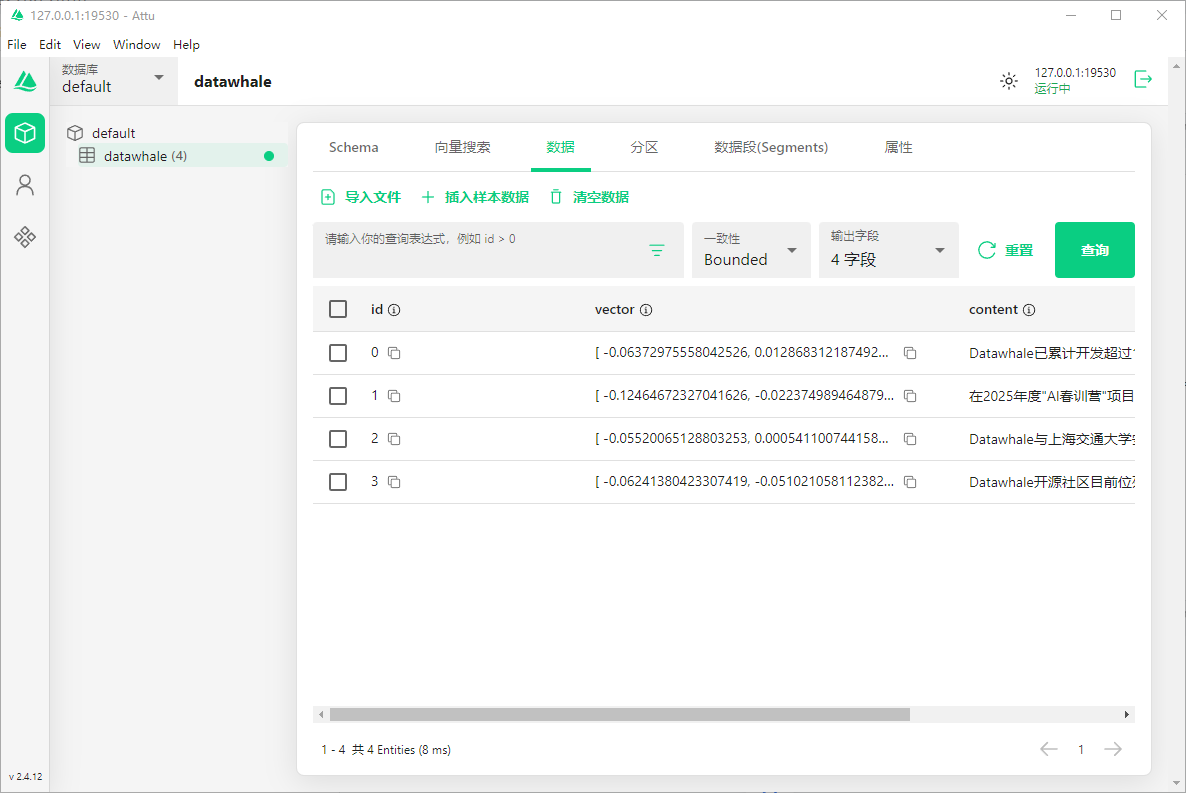 127.0.0.1:19530 - Attu
File Edit View Window Help
数据库
default
datawhale
127.0.0.1:19530
运行中
default
datawhale (4)
Schema 向量搜索 数据 分区 数据段(Segments) 属性
导入文件 插入样本数据 清空数据
请输入你的查询表达式，例如 id > 0
一致性
Bounded
输出字段
4 字段
重置
查询
id vector content
0 [ -0.06372975558042526, 0.012868312187492... Datawhale已累计开发超过
1 [ -0.12464672327041626, -0.022374989464879... 在2025年度"AI春训营"项目
2 [ -0.05520065128803253, 0.000541100744158... Datawhale与上海交通大学
3 [ -0.06241380423307419, -0.051021058112382... Datawhale开源社区目前位
1 - 4 共 4 Entities (8 ms)
1
v 2.4.12